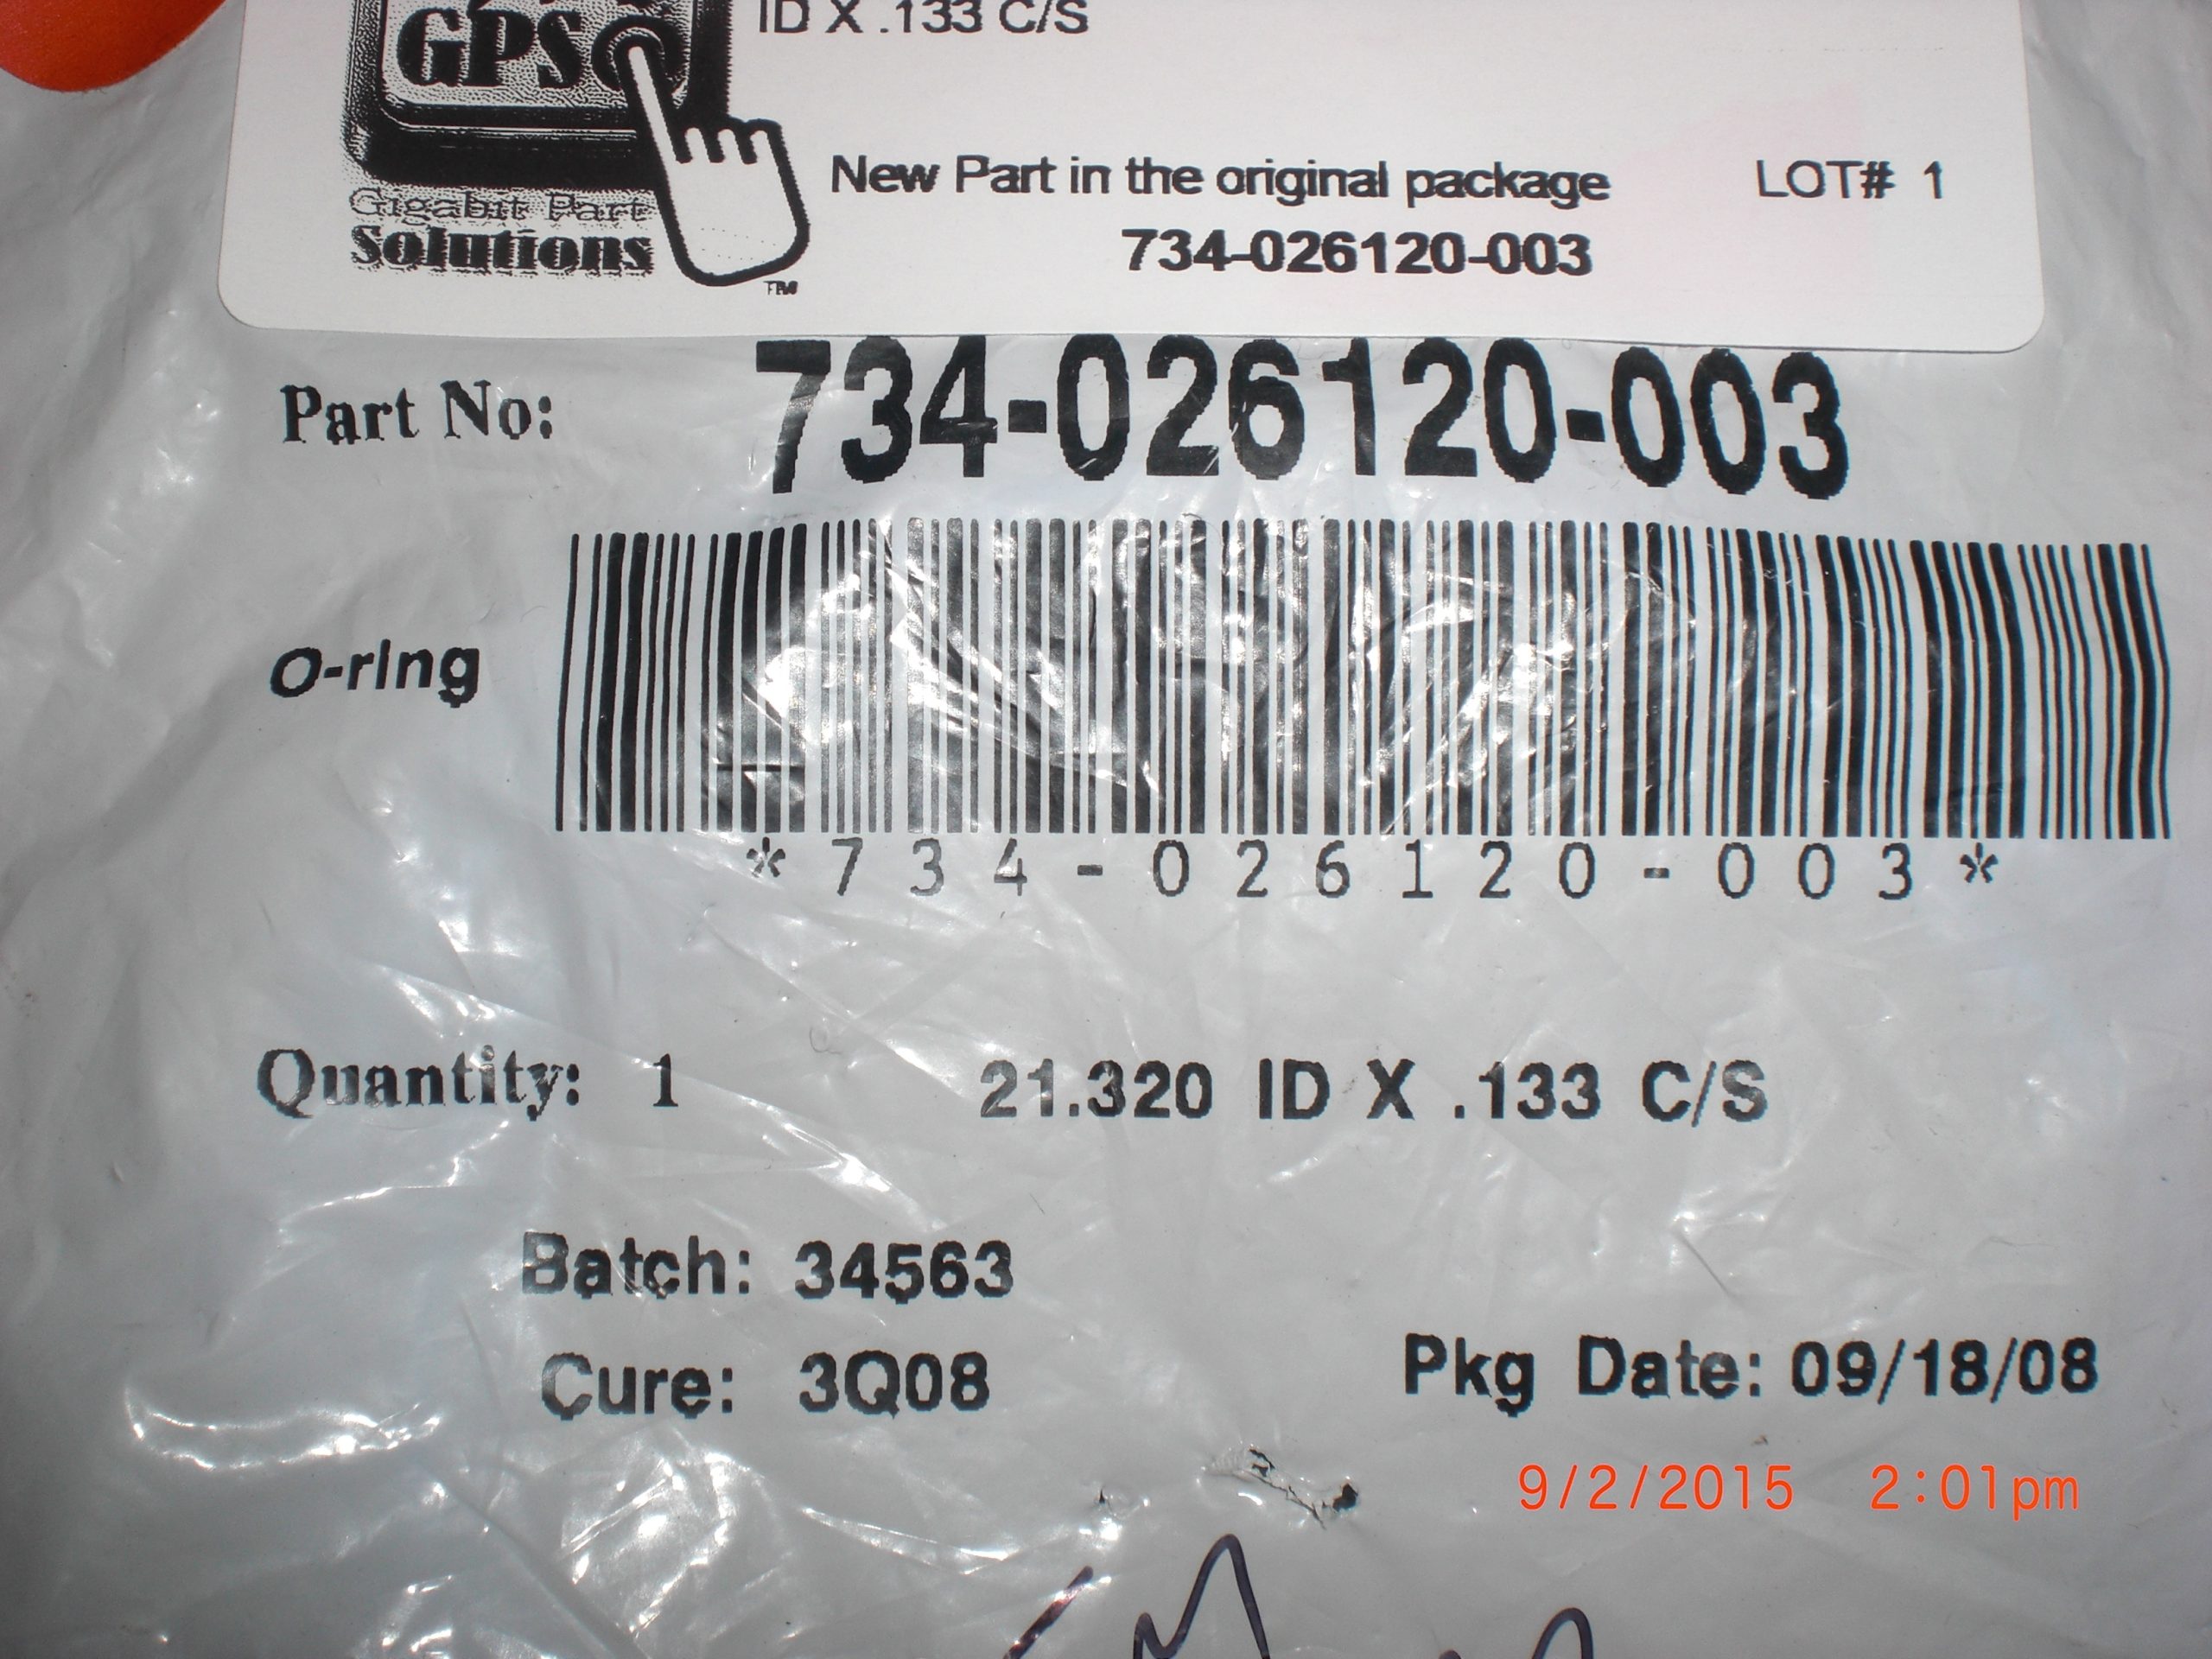 GPS
ID X .133 C/S
Gigabit Part
Solutions
TM
New Part in the original package LOT# 1
734-026120-003
Part No: 734-026120-003
O-ring
*734-026120-003*
Quantity: 1 21.320 ID X .133 C/S
Batch: 34563
Cure: 3Q08
Pkg Date: 09/18/08
9/2/2015 2:01pm